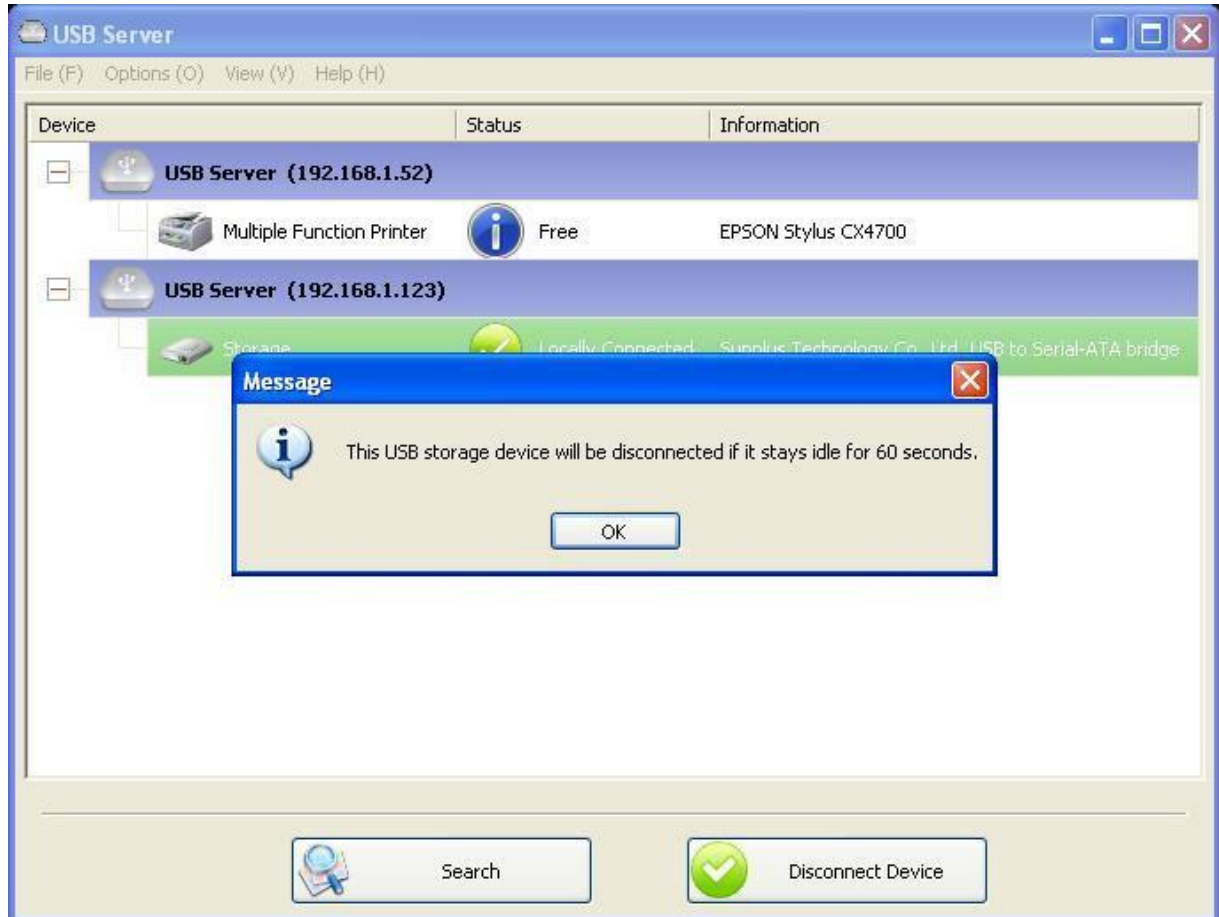 USB Server
File (F) Options (O) View (V) Help (H)
Device Status Information
USB Server (192.168.1.52)
Multiple Function Printer Free EPSON Stylus CX4700
USB Server (192.168.1.123)
Storage Locally Connected Sunplus Technology Co., Ltd. USB to Serial-ATA bridge
Message
This USB storage device will be disconnected if it stays idle for 60 seconds.
OK
Search Disconnect Device